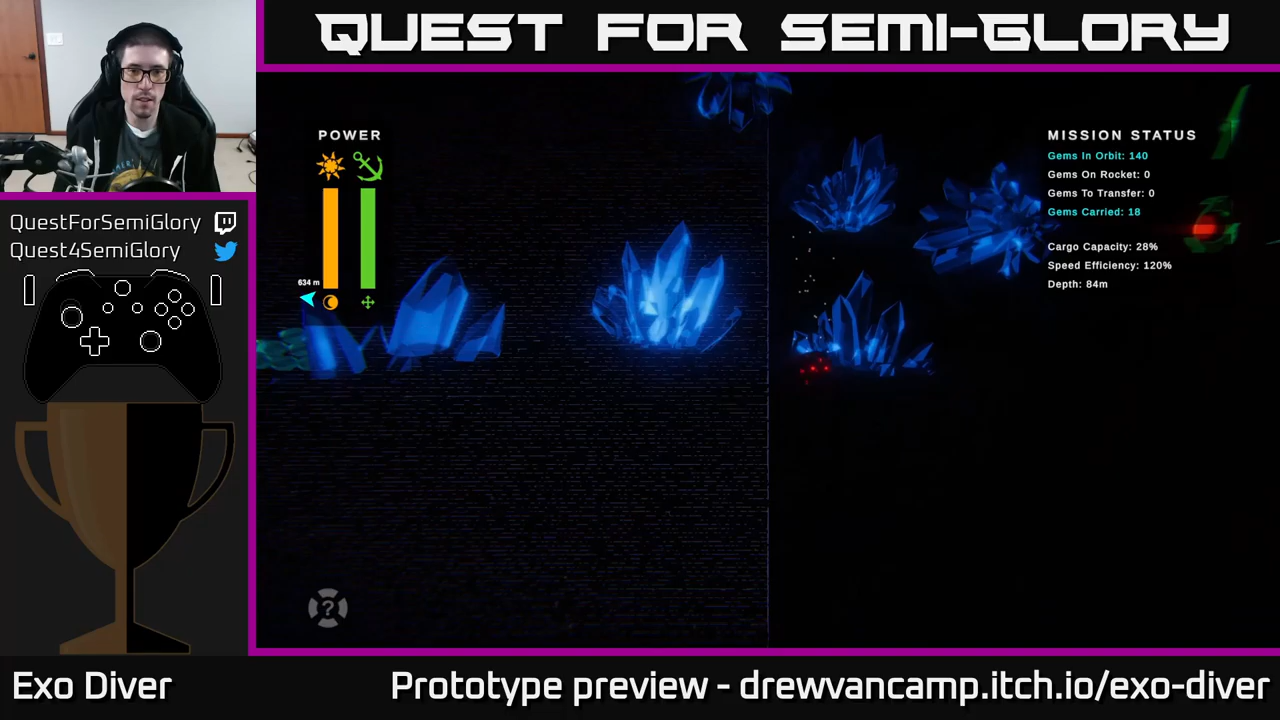 QUEST FOR SEMI-GLORY
QuestForSemiGlory
Quest4SemiGlory
POWER
634 m
?
MISSION STATUS
Gems In Orbit: 140
Gems On Rocket: 0
Gems To Transfer: 0
Gems Carried: 18
Cargo Capacity: 28%
Speed Efficiency: 120%
Depth: 84m
Exo Diver
Prototype preview - drewvancamp.itch.io/exo-diver